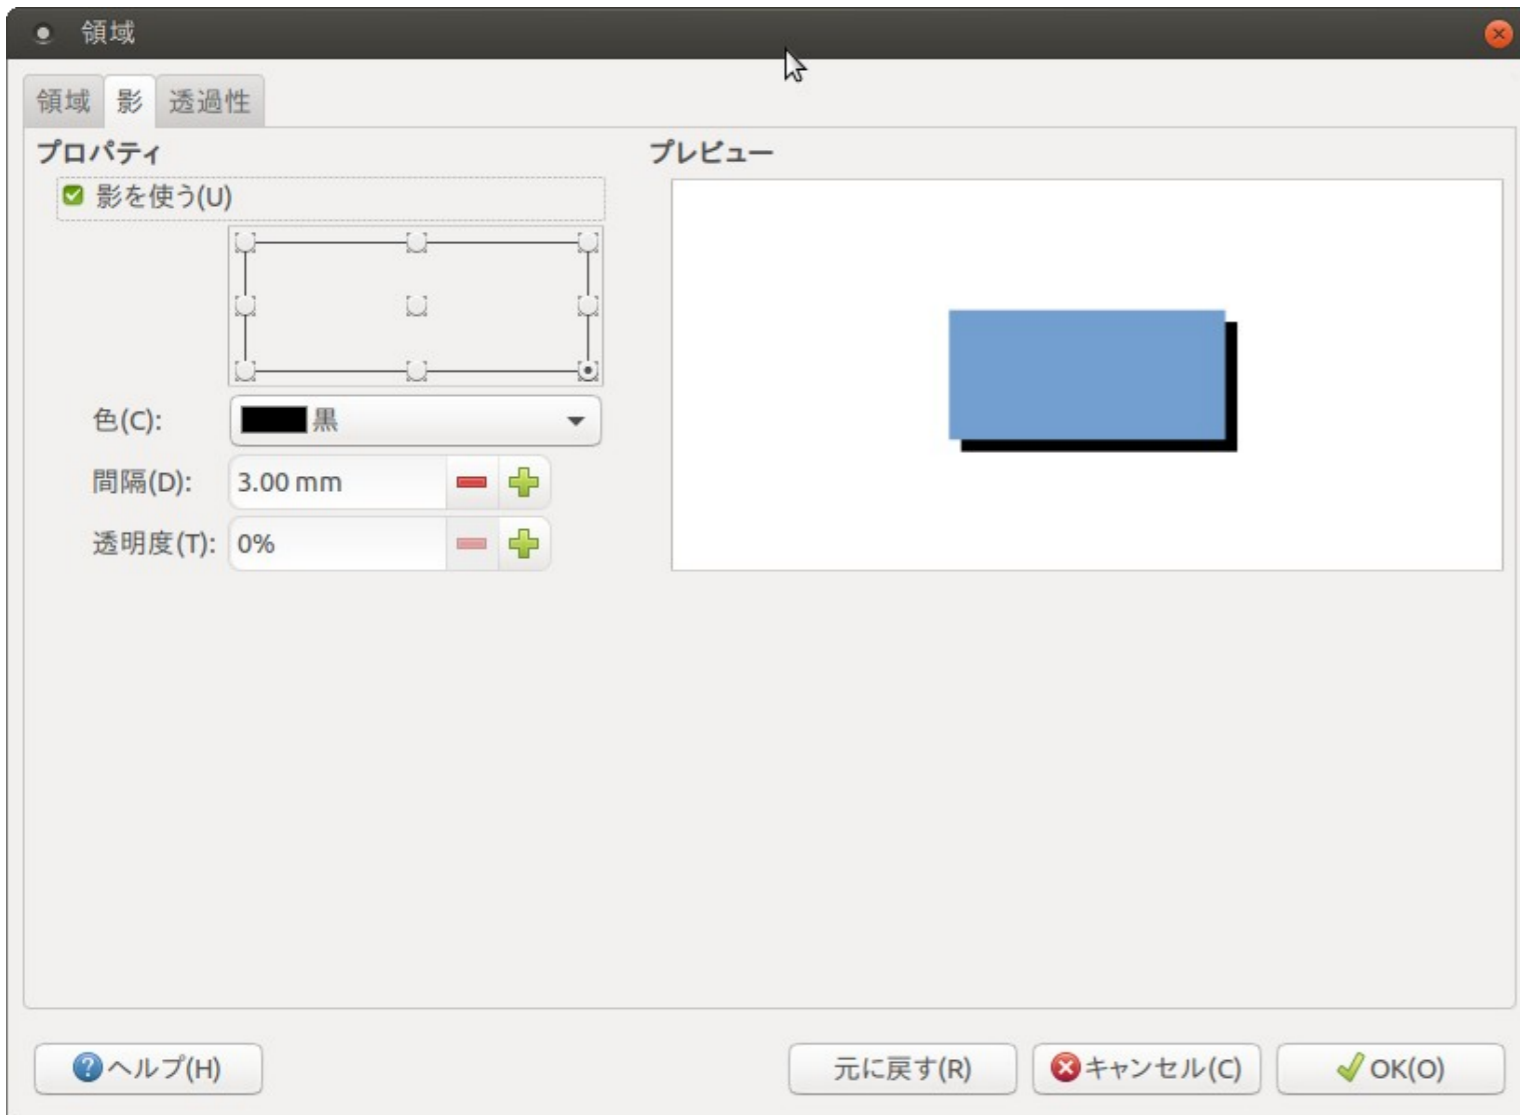 領域
領域 影 透過性
プロパティ
影を使う(U)
色(C): 黒
間隔(D): 3.00 mm
透明度(T): 0%
プレビュー
ヘルプ(H) 元に戻す(R) キャンセル(C) OK(O)